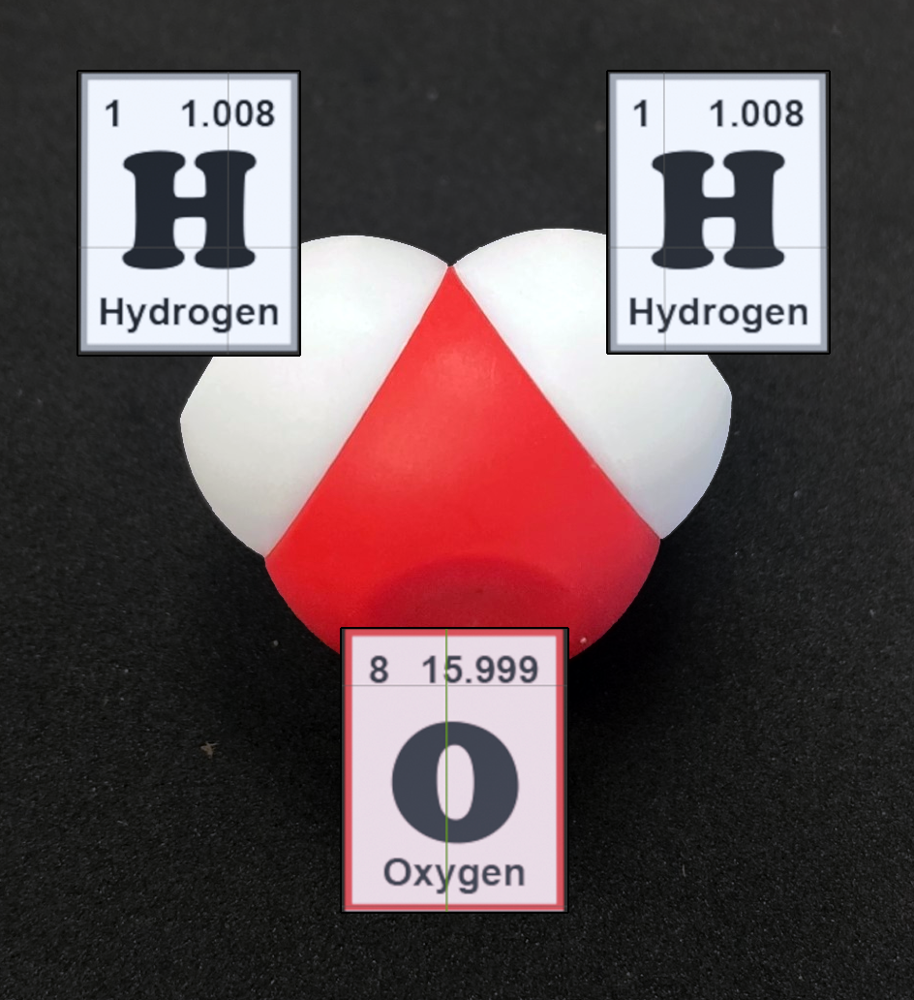 1 1.008
H
Hydrogen
1 1.008
H
Hydrogen
8 15.999
O
Oxygen